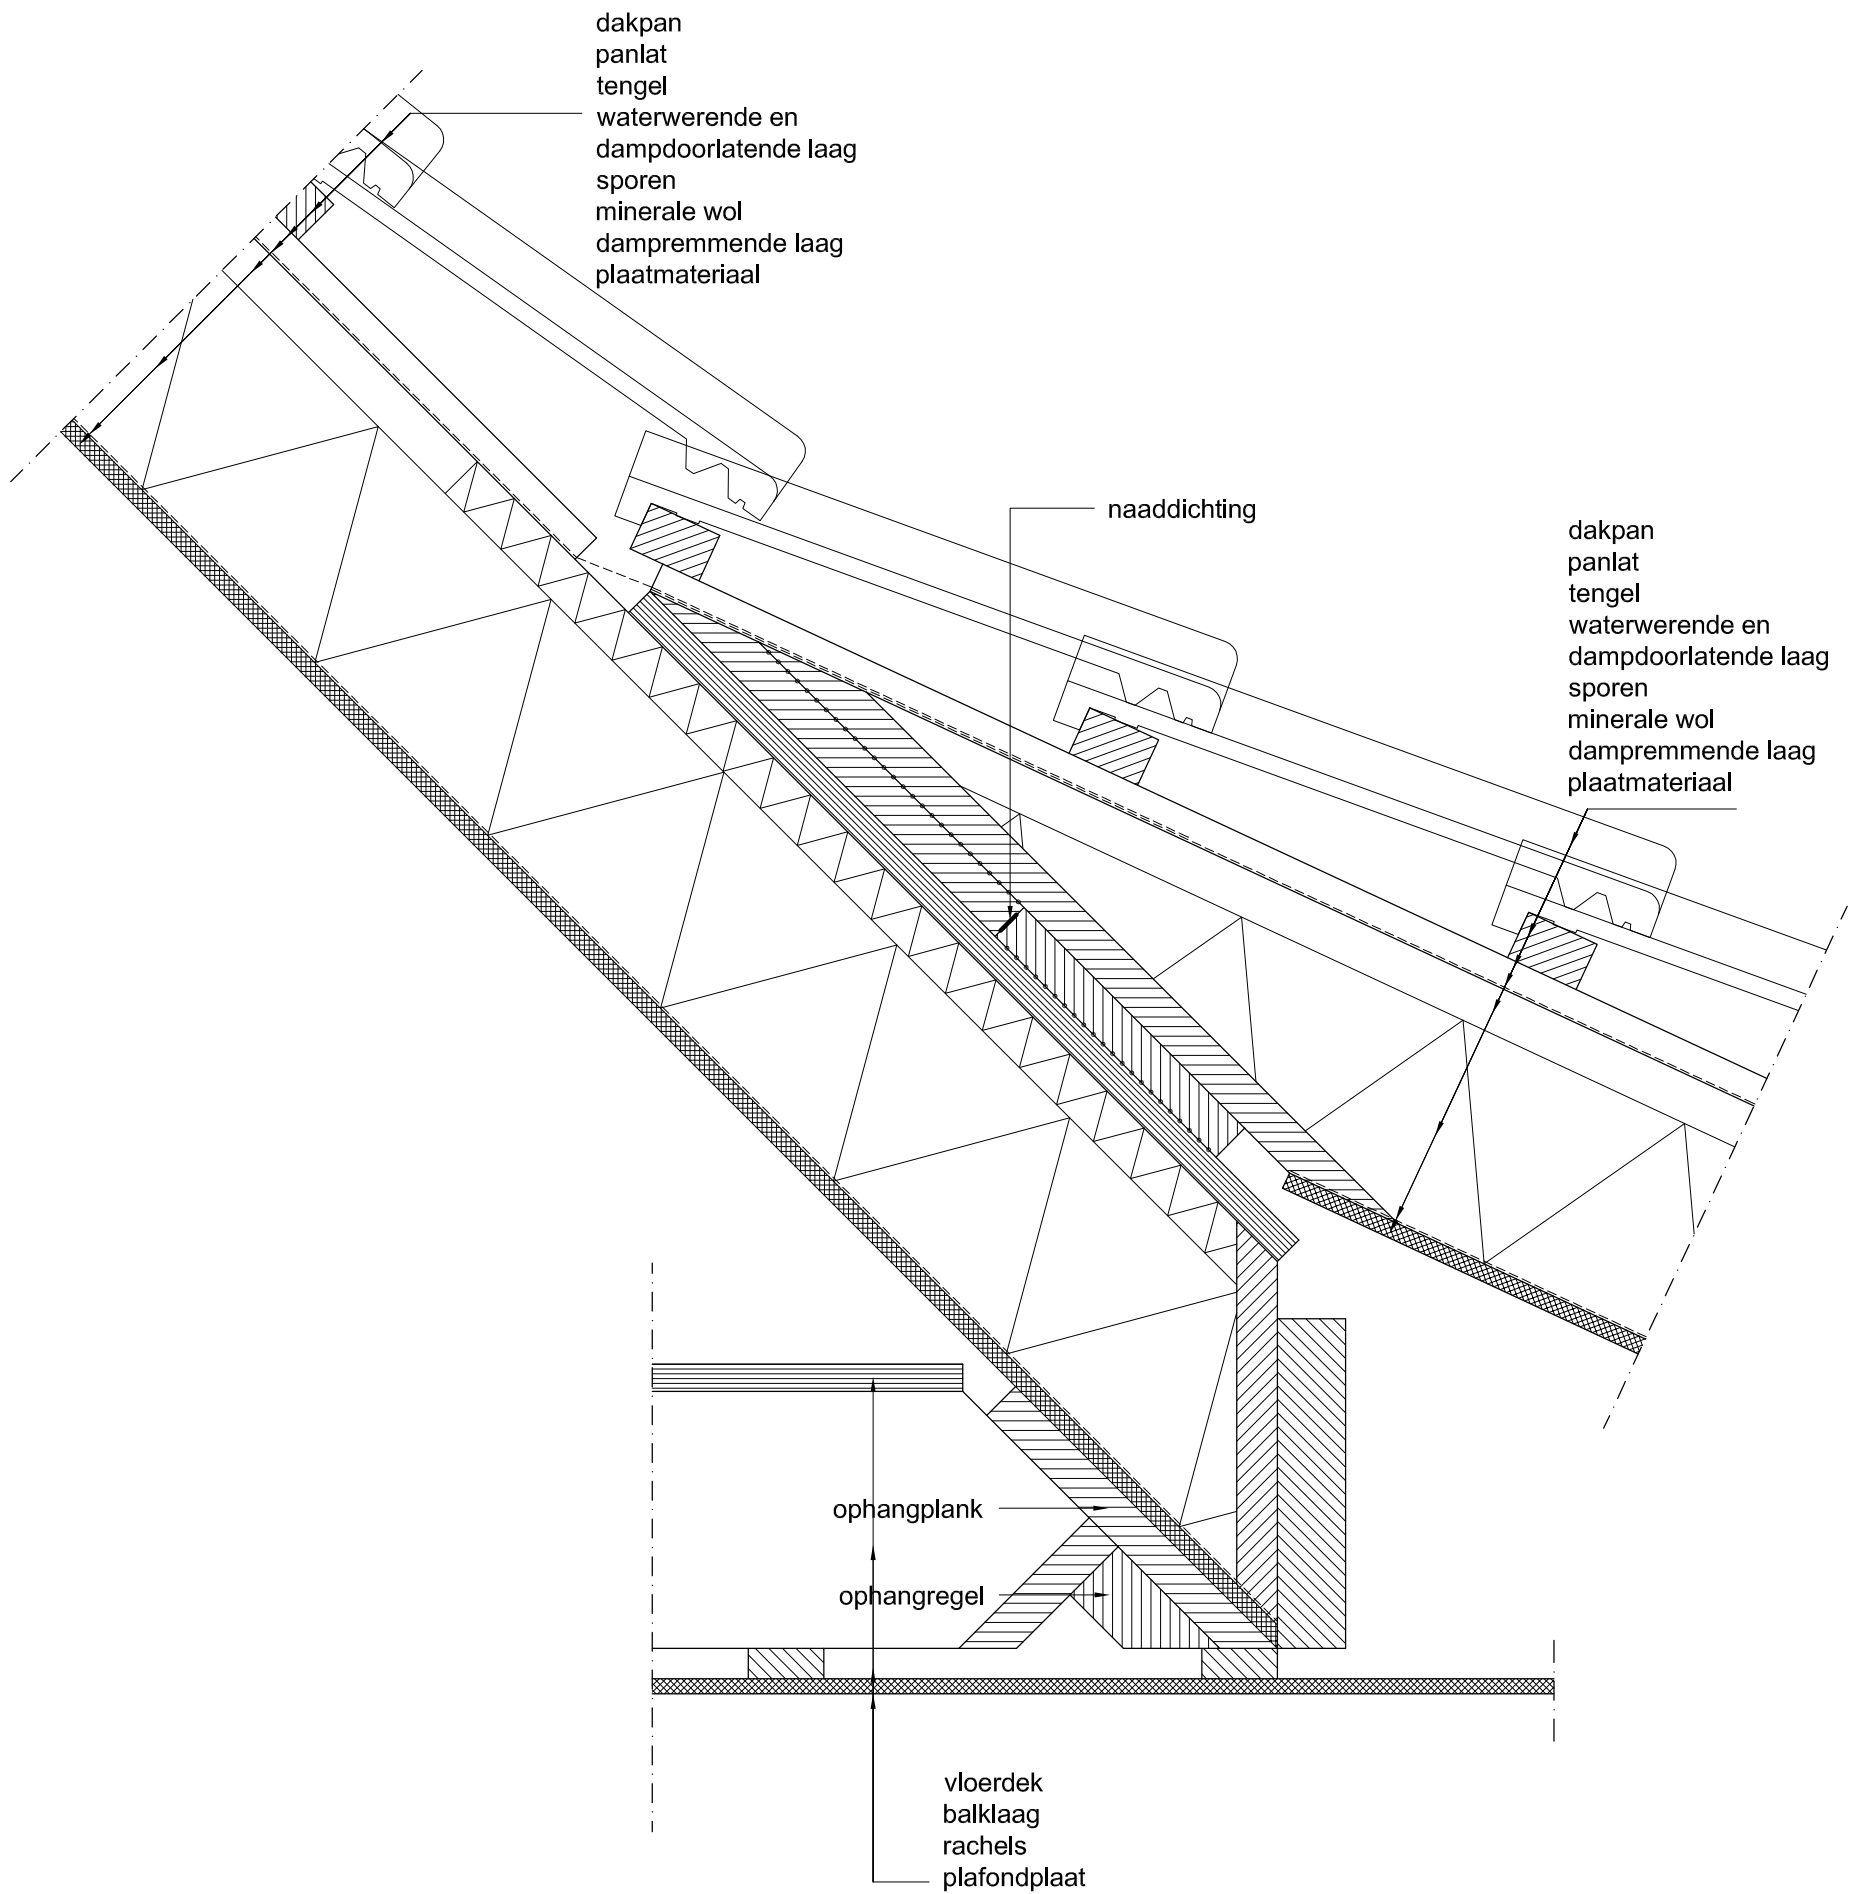 dakpan
panlat
tengel
waterwerende en
dampdoorlatende laag
sporen
minerale wol
dampremmende laag
plaatmateriaal
naaddichting
dakpan
panlat
tengel
waterwerende en
dampdoorlatende laag
sporen
minerale wol
dampremmende laag
plaatmateriaal
ophangplank
ophangregel
vloerdek
balklaag
rachels
plafondplaat